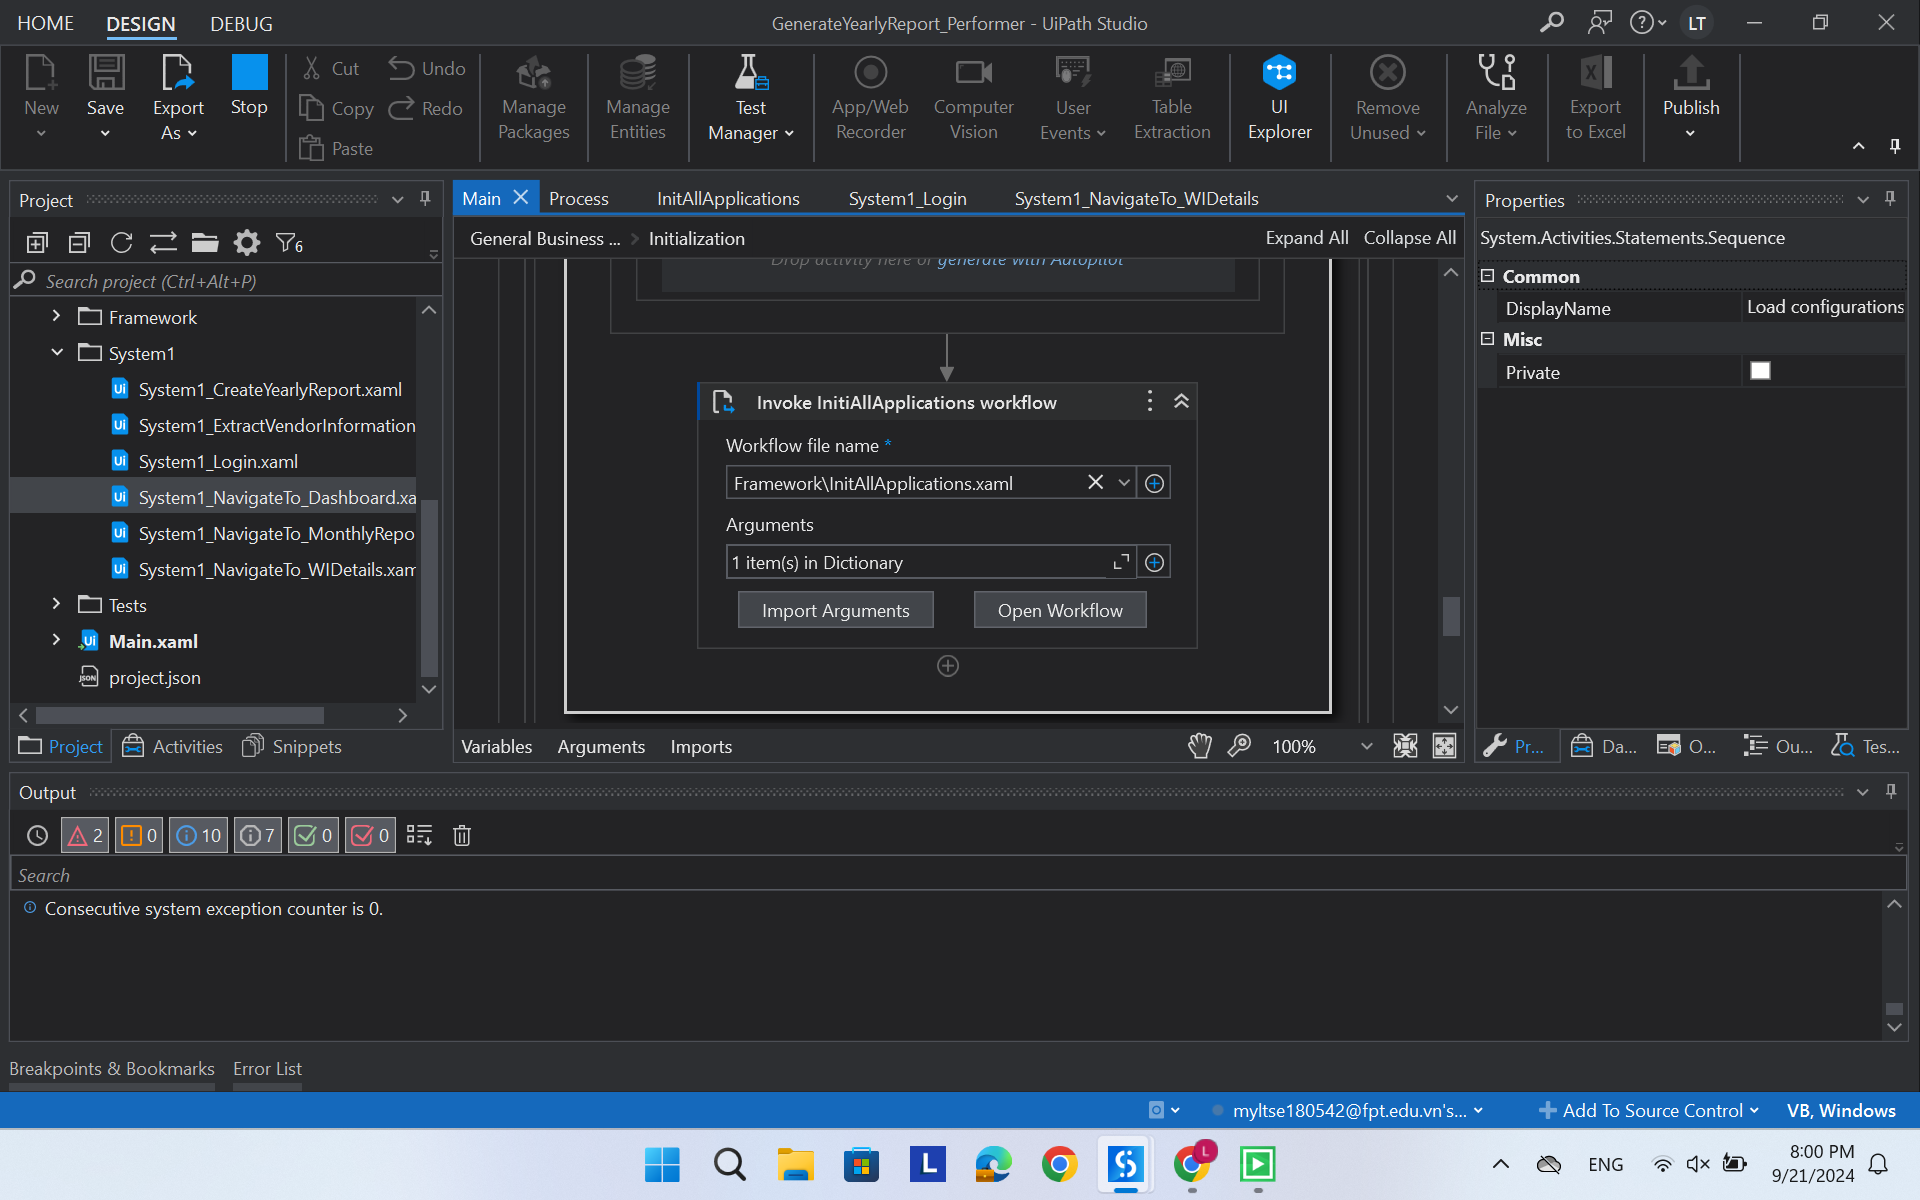 HOME DESIGN DEBUG
GenerateYearlyReport_Performer - UiPath Studio
LT
New
Save
Export As
Stop
Cut
Copy
Paste
Undo
Redo
Manage Packages
Manage Entities
Test Manager
App/Web Recorder
Computer Vision
User Events
Table Extraction
UI Explorer
Remove Unused
Analyze File
Export to Excel
Publish
Project
6
Search project (Ctrl+Alt+P)
Framework
System1
System1_CreateYearlyReport.xaml
System1_ExtractVendorInformation
System1_Login.xaml
System1_NavigateTo_Dashboard.xa
System1_NavigateTo_MonthlyRepo
System1_NavigateTo_WIDetails.xam
Tests
Main.xaml
project.json
Project Activities Snippets
Main Process InitAllApplications System1_Login System1_NavigateTo_WIDetails
General Business ... Initialization
Expand All Collapse All
Drop activity here or generate with Autopilot
Invoke InitiAllApplications workflow
Workflow file name *
Framework\InitAllApplications.xaml
Arguments
1 item(s) in Dictionary
Import Arguments Open Workflow
Variables Arguments Imports
100%
Properties
System.Activities.Statements.Sequence
Common
DisplayName Load configurations
Misc
Private
Pr... Da... O... Ou... Tes...
Output
2 0 10 7 0 0
Search
Consecutive system exception counter is 0.
Breakpoints & Bookmarks Error List
myltse180542@fpt.edu.vn's... Add To Source Control VB, Windows
L
L
ENG
8:00 PM
9/21/2024